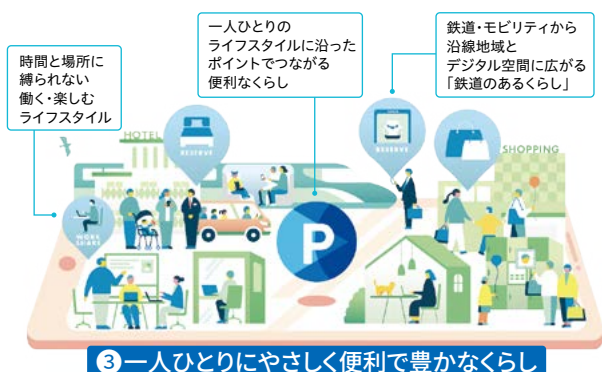 時間と場所に
縛られない
働く・楽しむ
ライフスタイル
一人ひとりの
ライフスタイルに沿った
ポイントでつながる
便利なくらし
鉄道・モビリティから
沿線地域と
デジタル空間に広がる
「鉄道のあるくらし」
HOTEL
RESERVE
RESERVE
SHOPPING
WORK
SHARE
P
③一人ひとりにやさしく便利で豊かなくらし